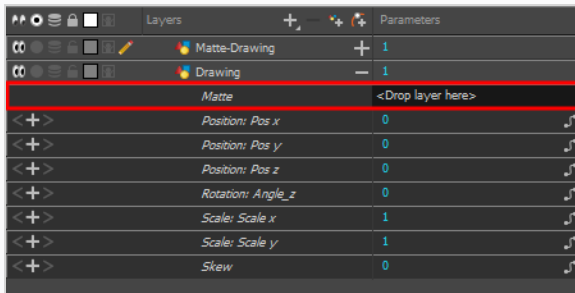 Layers Parameters
Matte-Drawing 1
Drawing 1
Matte <Drop layer here>
Position: Pos x 0
Position: Pos y 0
Position: Pos z 0
Rotation: Angle_z 0
Scale: Scale x 1
Scale: Scale y 1
Skew 0